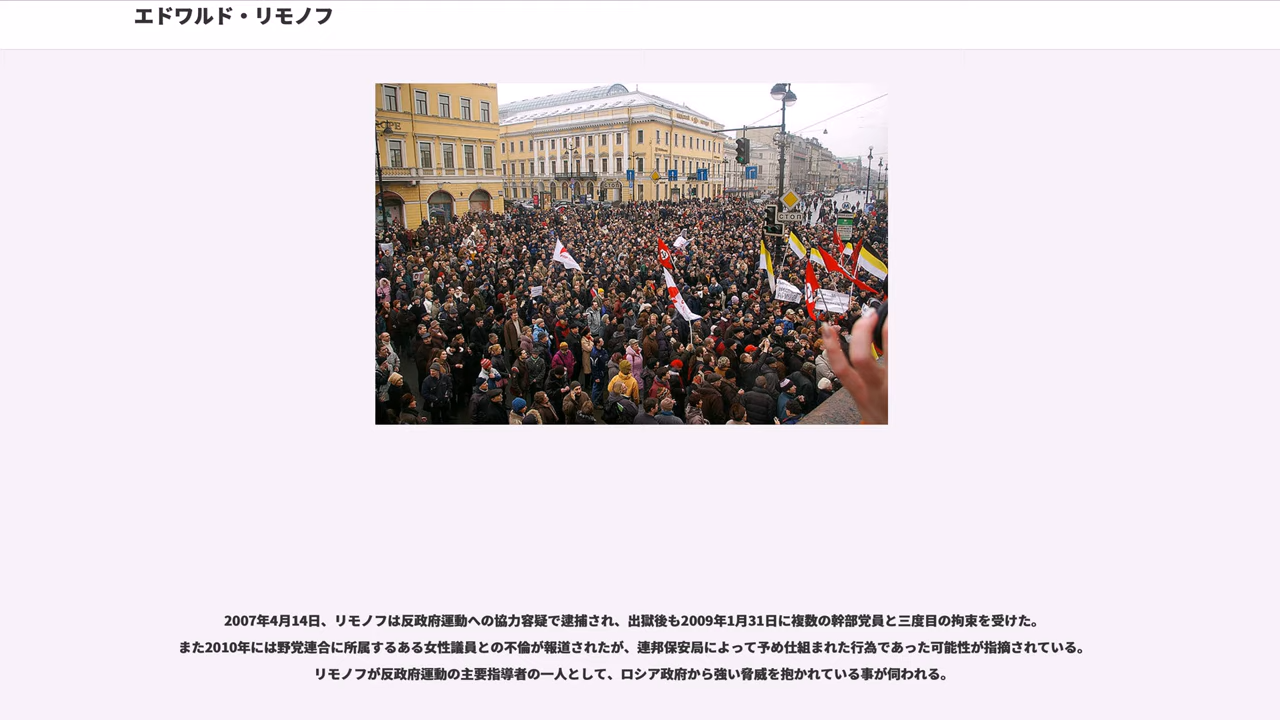 エドワルド・リモノフ
стоп
2007年4月14日、リモノフは反政府運動への協力容疑で逮捕され、出獄後も2009年1月31日に複数の幹部党員と三度目の拘束を受けた。
また2010年には野党連合に所属するある女性議員との不倫が報道されたが、連邦保安局によって予め仕組まれた行為であった可能性が指摘されている。
リモノフが反政府運動の主要指導者の一人として、ロシア政府から強い脅威を抱かれている事が伺われる。